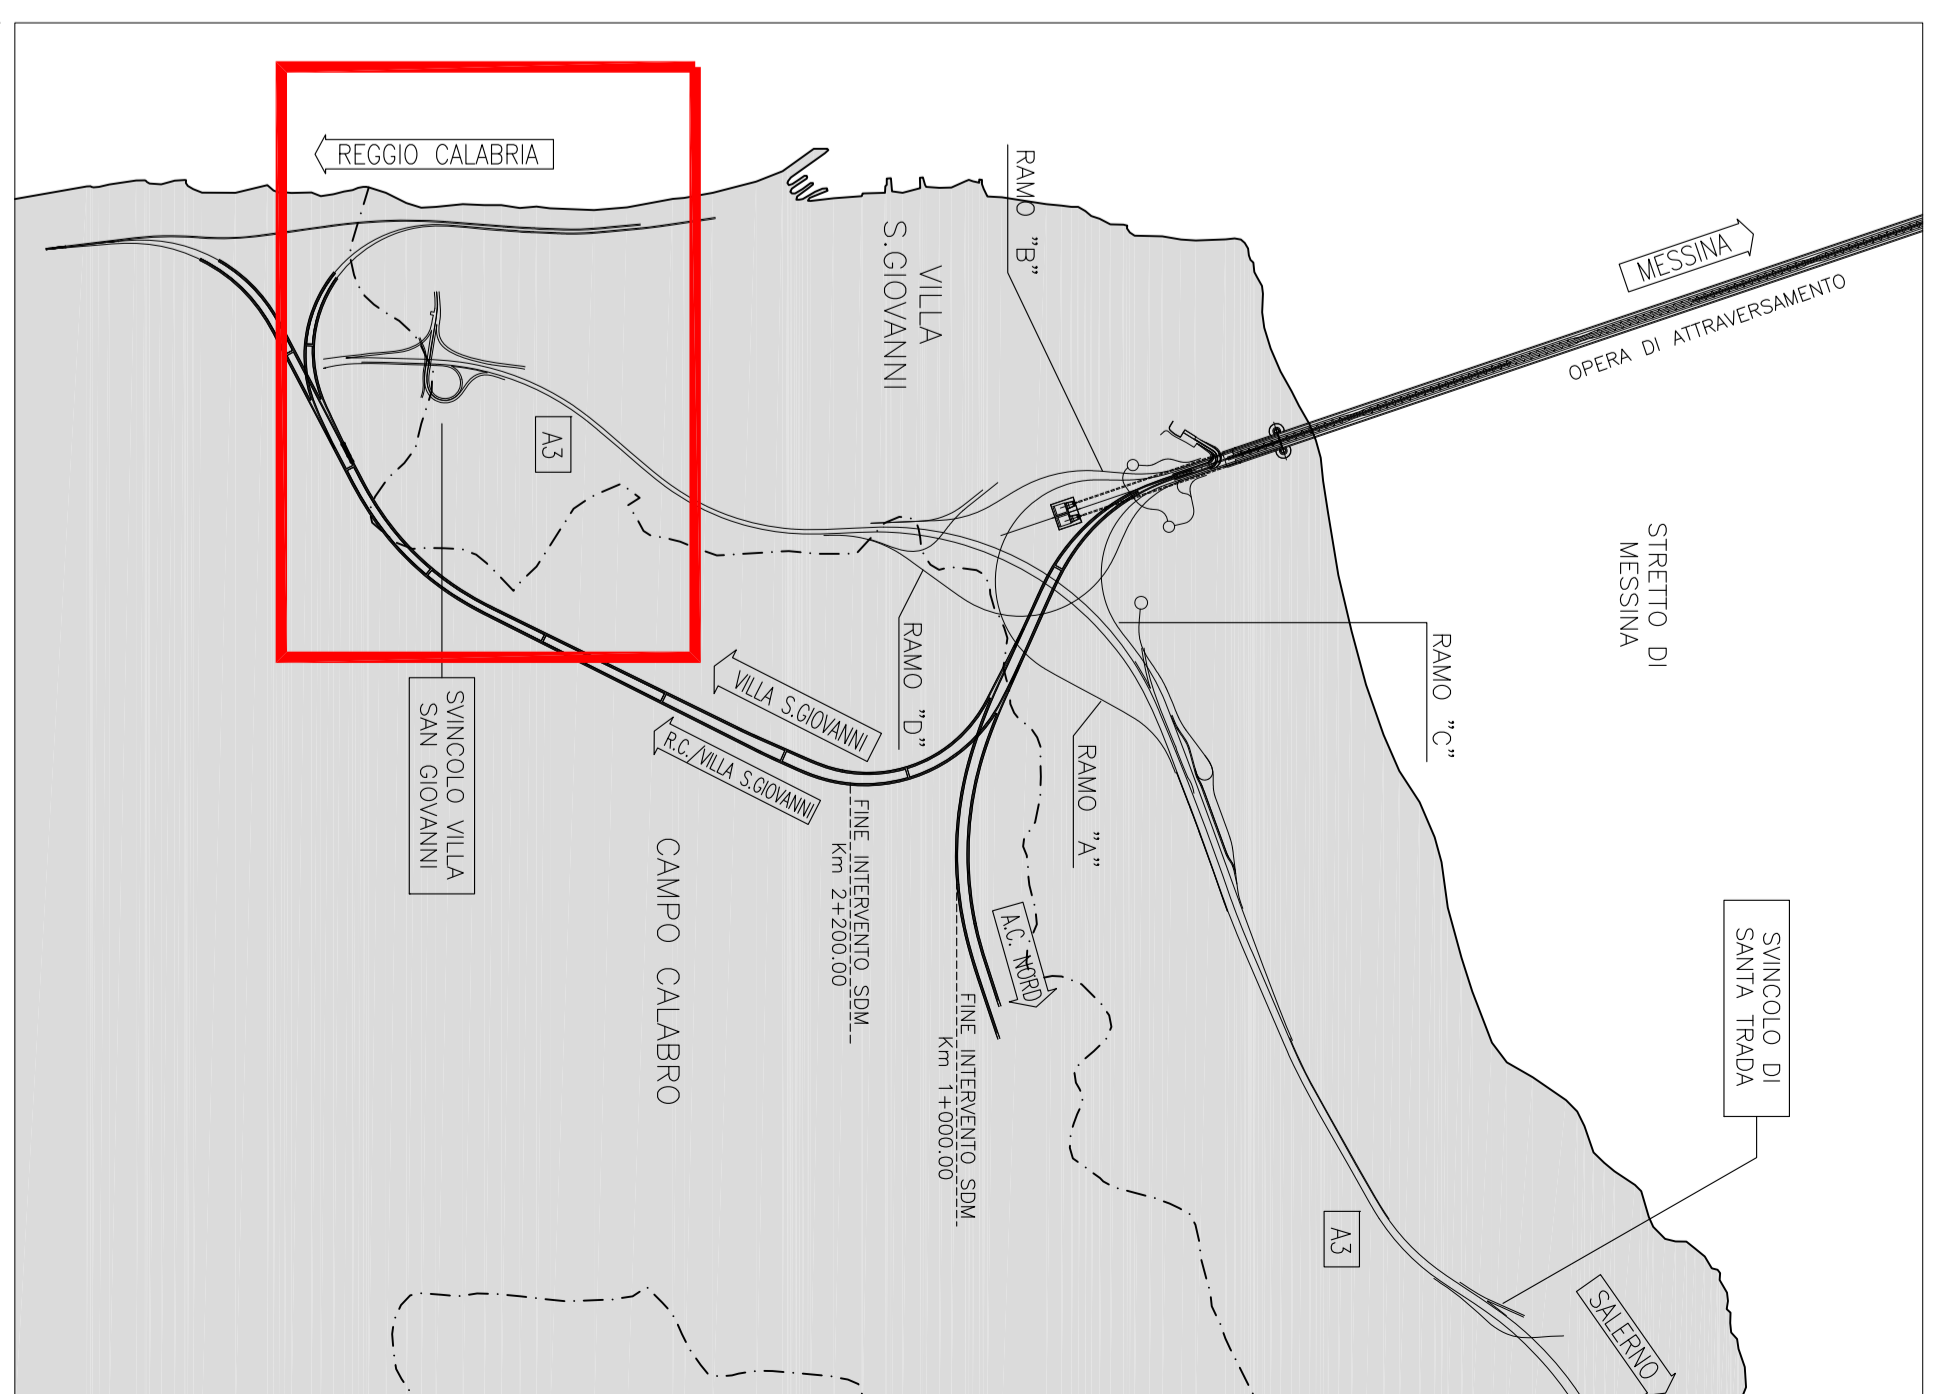 REGGIO CALABRIA
VILLA
S.GIOVANNI
RAMO "B"
MESSINA
OPERA DI ATTRAVERSAMENTO
A3
STRETTO DI
MESSINA
RAMO "D"
RAMO "C"
RAMO "A"
VILLA S.GIOVANNI
R.C./VILLA S.GIOVANNI
SVINCOLO VILLA
SAN GIOVANNI
FINE INTERVENTO SDM
Km 2+200.00
CAMPO CALABRO
A.C. NORD
FINE INTERVENTO SDM
Km 1+000.00
SVINCOLO DI
SANTA TRADA
A3
SALERNO